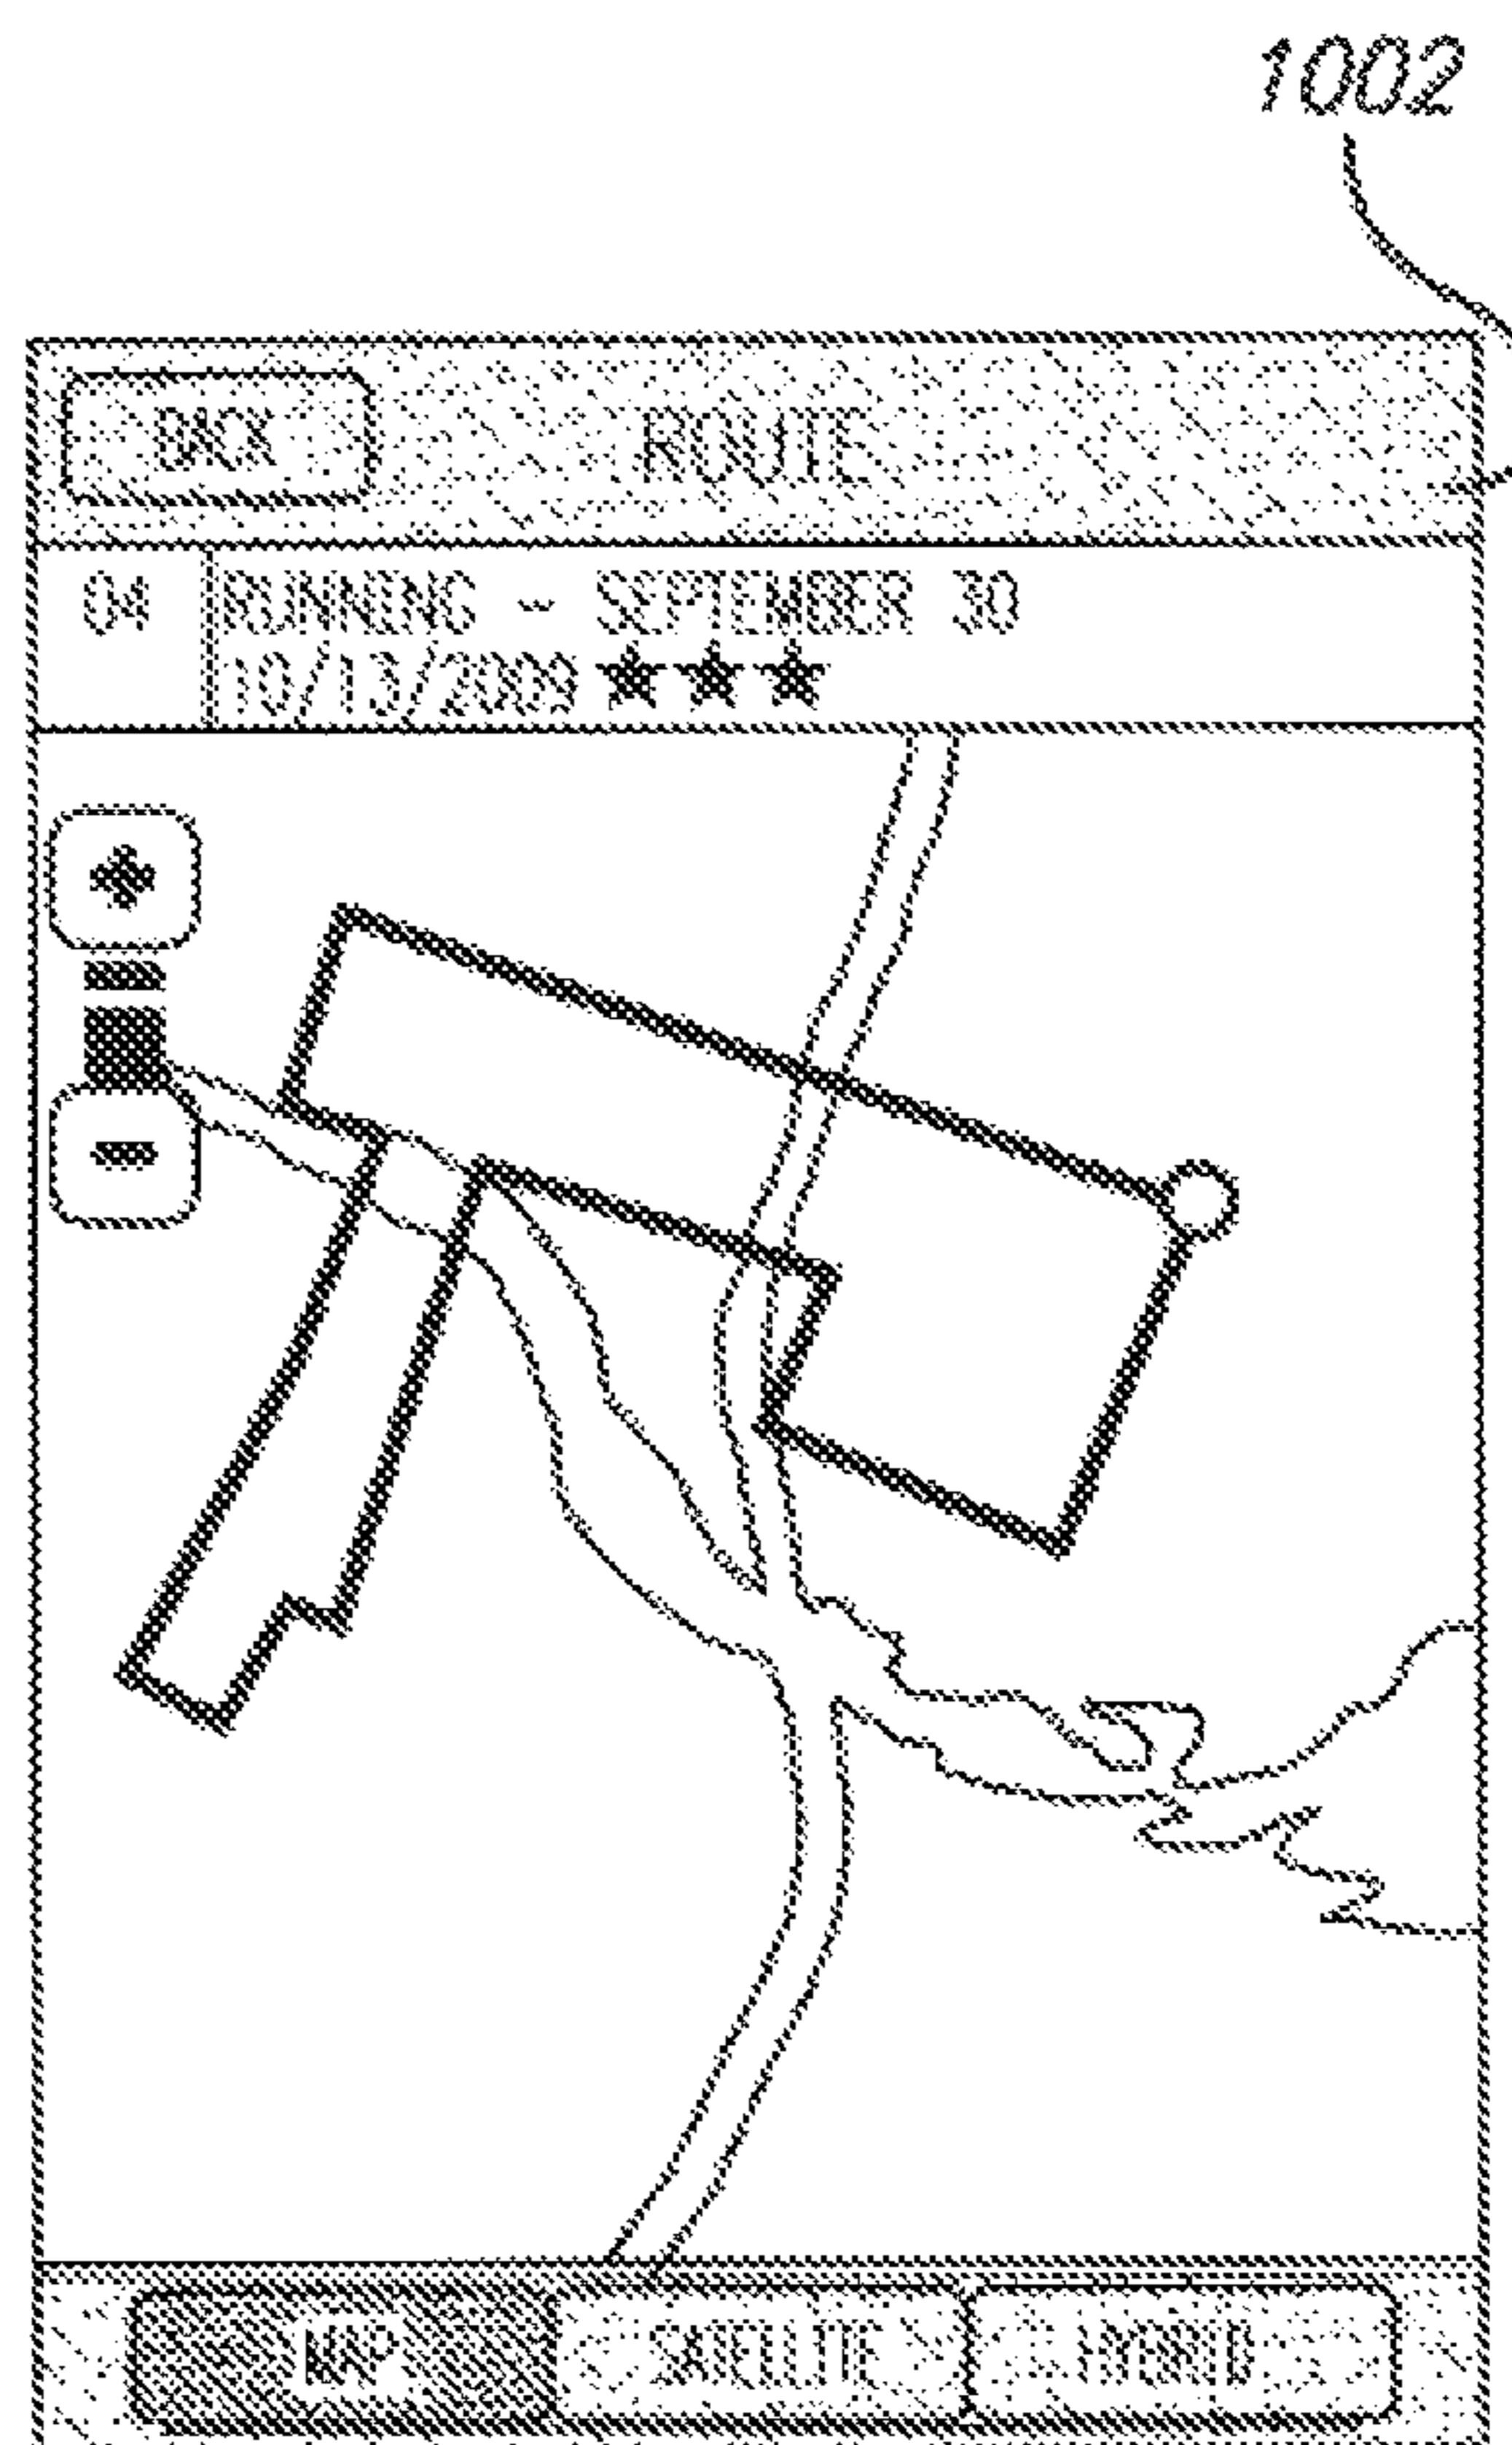 1002
BACK ROUTE
04 RUNNING - SEPTEMBER 30
10/13/2009 ★★★
+
-
MAP SATELLITE HYBRID